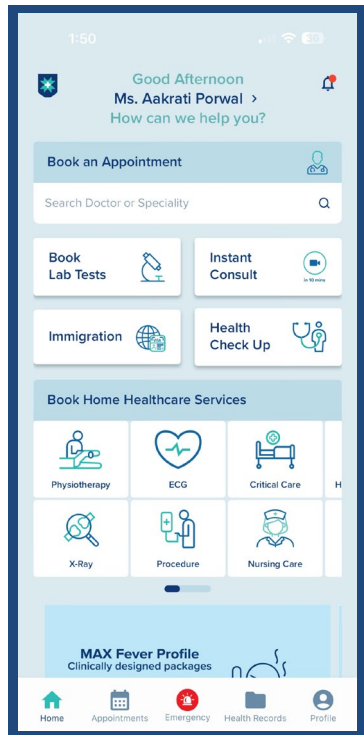 1:50
Good Afternoon
Ms. Aakrati Porwal >
How can we help you?
Book an Appointment
Search Doctor or Speciality
Book
Lab Tests
Instant
Consult
in 10 mins
Immigration
Health
Check Up
Book Home Healthcare Services
Physiotherapy
ECG
Critical Care
H
X-Ray
Procedure
Nursing Care
MAX Fever Profile
Clinically designed packages
Home
Appointments
Emergency
Health Records
Profile